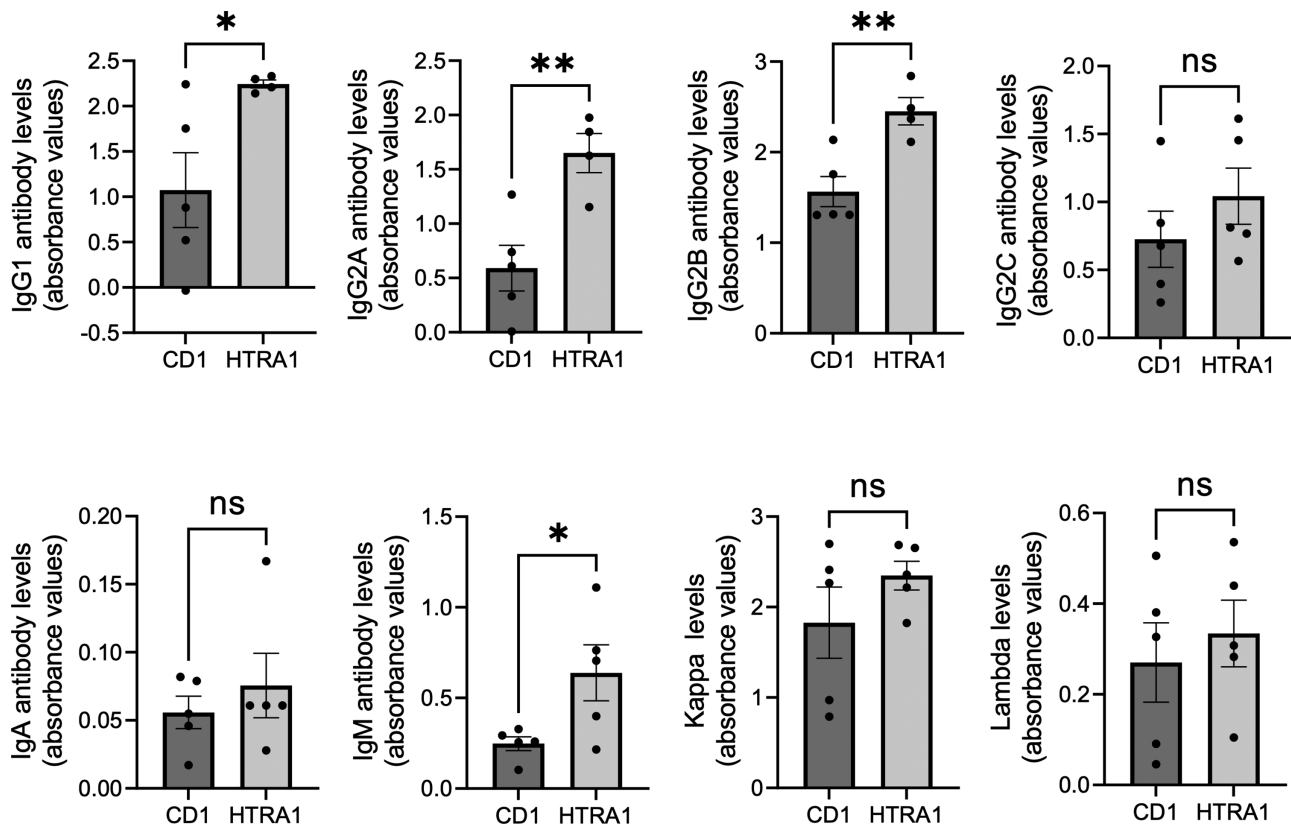 *
IgG1 antibody levels
(absorbance values)
2.5
2.0
1.5
1.0
0.5
0.0
-0.5
CD1 HTRA1
**
IgG2A antibody levels
(absorbance values)
2.5
2.0
1.5
1.0
0.5
0.0
CD1 HTRA1
**
IgG2B antibody levels
(absorbance values)
3
2
1
0
CD1 HTRA1
ns
IgG2C antibody levels
(absorbance values)
2.0
1.5
1.0
0.5
0.0
CD1 HTRA1
ns
IgA antibody levels
(absorbance values)
0.20
0.15
0.10
0.05
0.00
CD1 HTRA1
*
IgM antibody levels
(absorbance values)
1.5
1.0
0.5
0.0
CD1 HTRA1
ns
Kappa levels
(absorbance values)
3
2
1
0
CD1 HTRA1
ns
Lambda levels
(absorbance values)
0.6
0.4
0.2
0.0
CD1 HTRA1